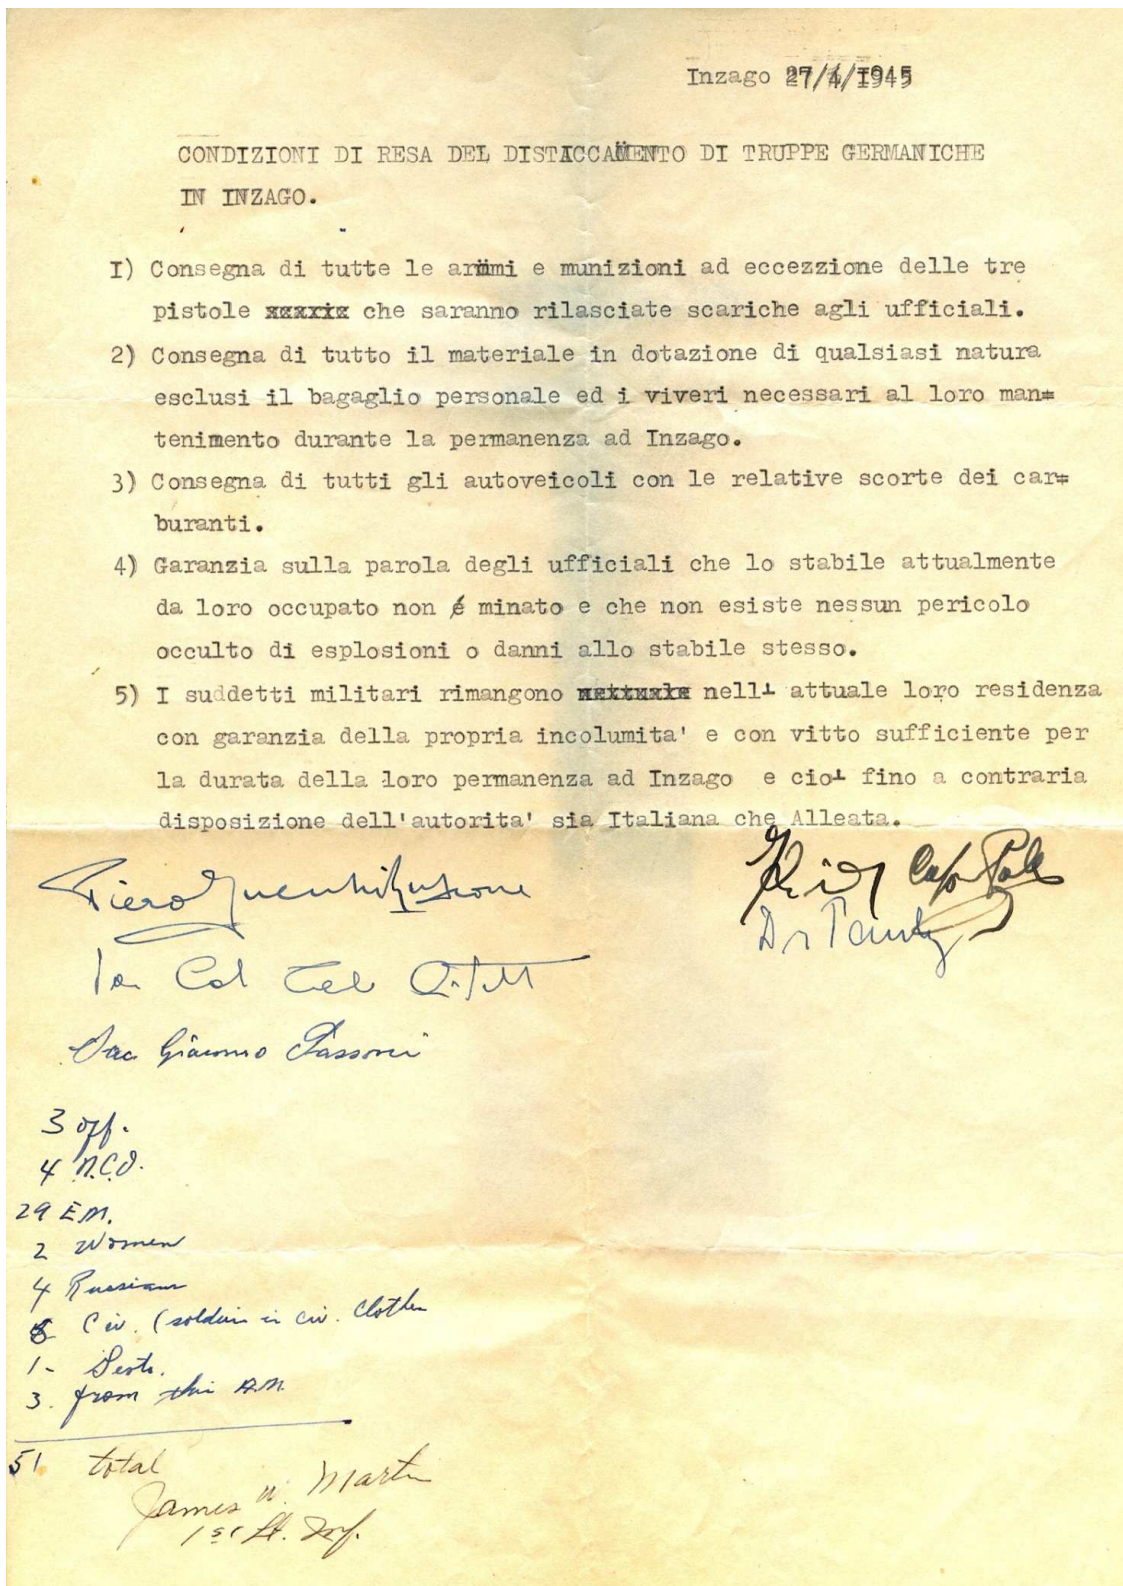 Inzago 27/4/1945
CONDIZIONI DI RESA DEL DISTACCAMENTO DI TRUPPE GERMANICHE
IN INZAGO.
I) Consegna di tutte le armi e munizioni ad eccezzione delle tre
pistole che saranno rilasciate scariche agli ufficiali.
2) Consegna di tutto il materiale in dotazione di qualsiasi natura
esclusi il bagaglio personale ed i viveri necessari al loro man=
tenimento durante la permanenza ad Inzago.
3) Consegna di tutti gli autoveicoli con le relative scorte dei car=
buranti.
4) Garanzia sulla parola degli ufficiali che lo stabile attualmente
da loro occupato non é minato e che non esiste nessun pericolo
occulto di esplosioni o danni allo stabile stesso.
5) I suddetti militari rimangono nell' attuale loro residenza
con garanzia della propria incolumita' e con vitto sufficiente per
la durata della loro permanenza ad Inzago e cio' fino a contraria
disposizione dell'autorita' sia Italiana che Alleata.
Piero
Dr
Col
Sac Giacomo Passoni
3 off.
4 N.C.O.
29 E.M.
2 Women
4 Russians
Civ. (soldiers in civ. clothes
1-
3. from this A.M.
51 total
James W. Martin
1st Lt. Inf.